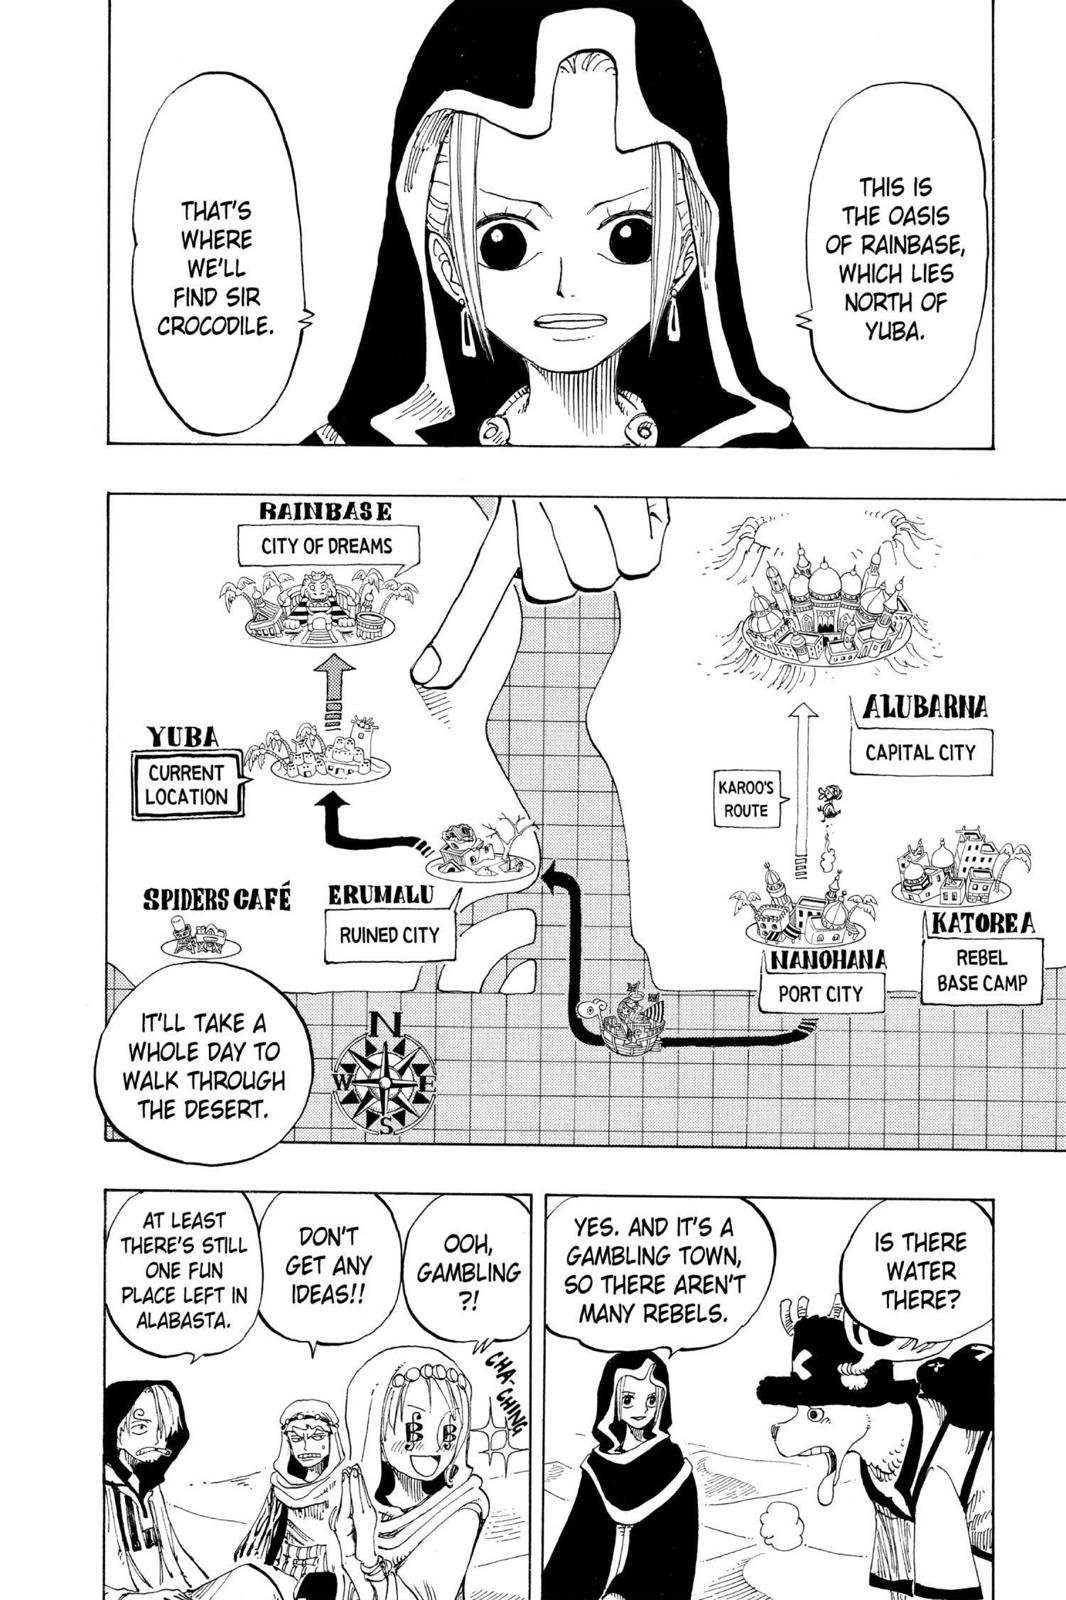 THIS IS
THE OASIS
OF RAINBASE,
WHICH LIES
NORTH OF
YUBA.
THAT'S
WHERE
WE'LL
FIND SIR
CROCODILE.
RAINBASE
CITY OF DREAMS
ALUBARNA
CAPITAL CITY
YUBA
CURRENT
LOCATION
KAROO'S
ROUTE
SPIDERS CAFÉ
ERUMALU
RUINED CITY
KATOREA
REBEL
BASE CAMP
NANOHANA
PORT CITY
IT'LL TAKE A
WHOLE DAY TO
WALK THROUGH
THE DESERT.
N
W E
S
IS THERE
WATER
THERE?
YES. AND IT'S A
GAMBLING TOWN,
SO THERE AREN'T
MANY REBELS.
OOH,
GAMBLING
?!
CHA-CHING
DON'T
GET ANY
IDEAS!!
AT LEAST
THERE'S STILL
ONE FUN
PLACE LEFT IN
ALABASTA.